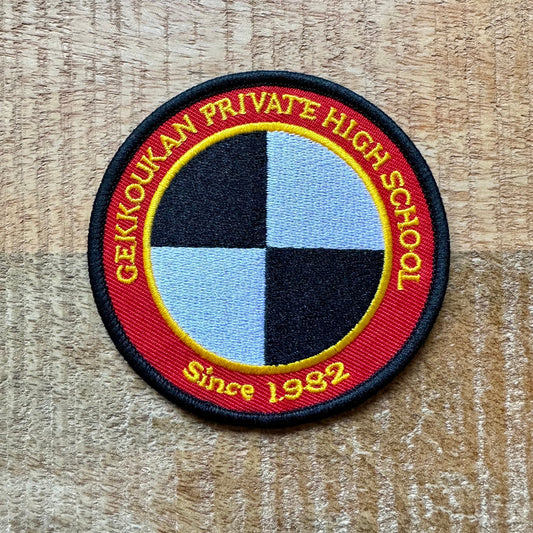 GEKKOUKAN PRIVATE HIGH SCHOOL
Since 1982